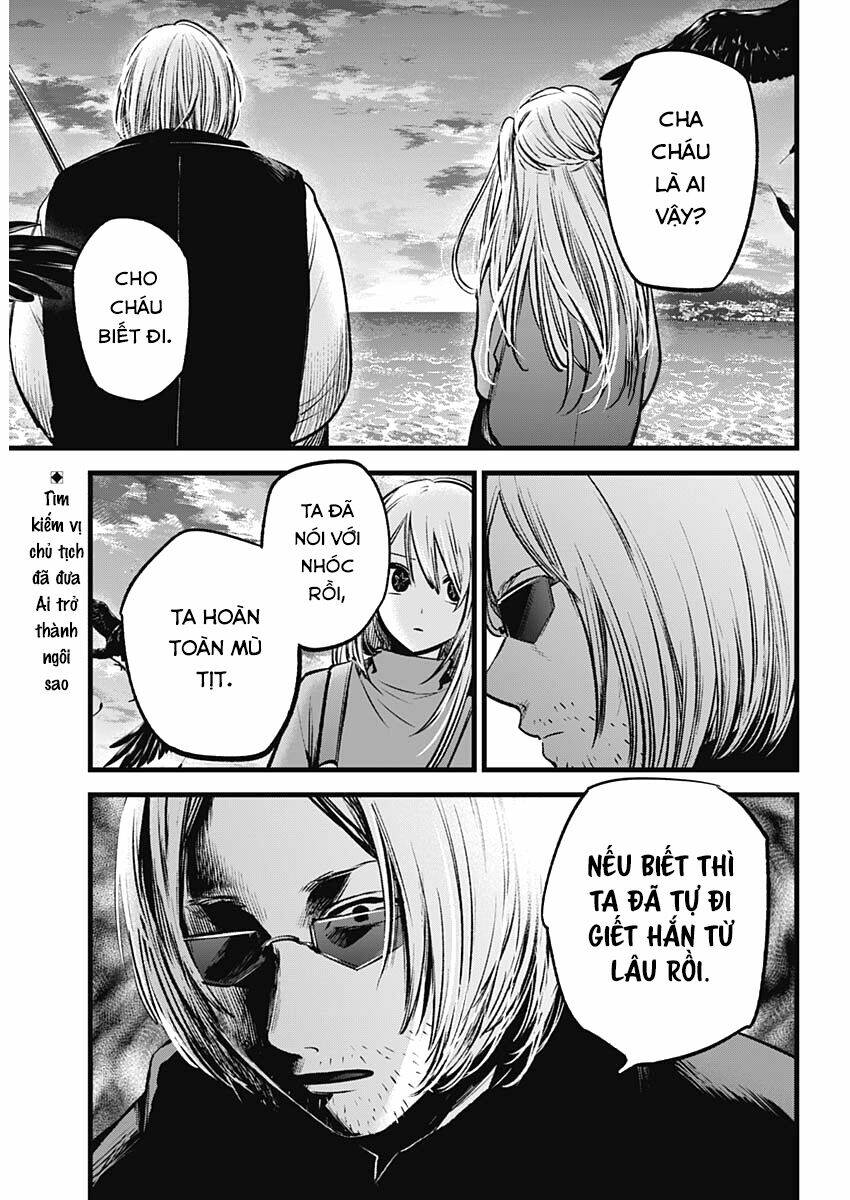 CHA
CHÁU
LÀ AI
VẬY?
CHO
CHÁU
BIẾT ĐI.
TA ĐÃ
NÓI VỚI
NHÓC
RỒI,
TA HOÀN
TOÀN MÙ
TỊT.
Tìm
kiếm vị
chủ tịch
đã đưa
Ai trở
thành
ngôi
sao
NẾU BIẾT THÌ
TA ĐÃ TỰ ĐI
GIẾT HẮN TỪ
LÂU RỒI.